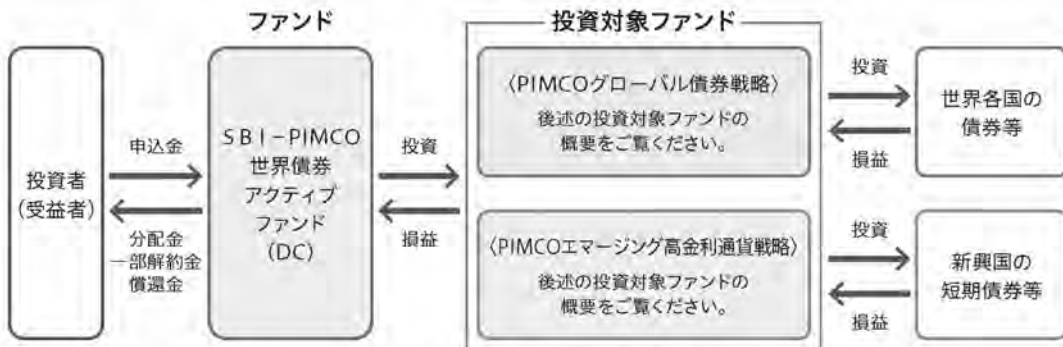 ファンド
投資対象ファンド
投資者
(受益者)
申込金
分配金
一部解約金
償還金
SBI-PIMCO
世界債券
アクティブ
ファンド
(DC)
投資
損益
〈PIMCOグローバル債券戦略〉
後述の投資対象ファンドの
概要をご覧ください。
投資
損益
世界各国の
債券等
〈PIMCOエマージング高金利通貨戦略〉
後述の投資対象ファンドの
概要をご覧ください。
投資
損益
新興国の
短期債券等